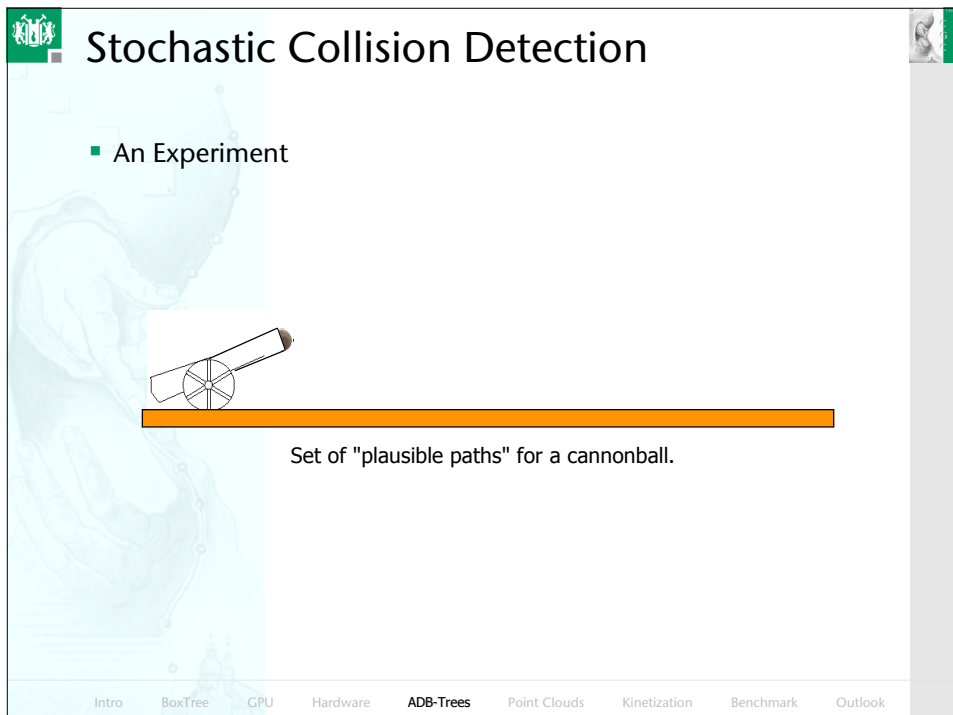 Stochastic Collision Detection
An Experiment
Set of "plausible paths" for a cannonball.
Intro BoxTree GPU Hardware ADB-Trees Point Clouds Kinetization Benchmark Outlook